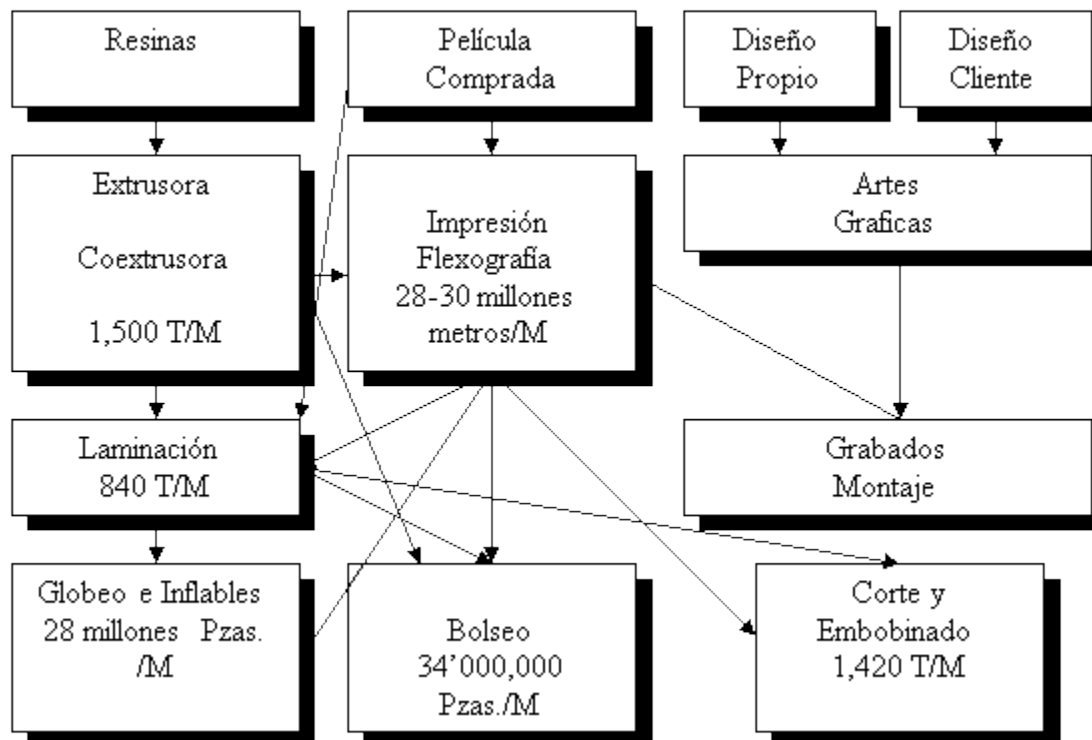 Resinas
Película
Comprada
Diseño
Propio
Diseño
Cliente
Extrusora
Coextrusora
1,500 T/M
Impresión
Flexografía
28-30 millones
metros/M
Artes
Graficas
Laminación
840 T/M
Grabados
Montaje
Globeo e Inflables
28 millones Pzas.
/M
Bolseo
34’000,000
Pzas./M
Corte y
Embobinado
1,420 T/M